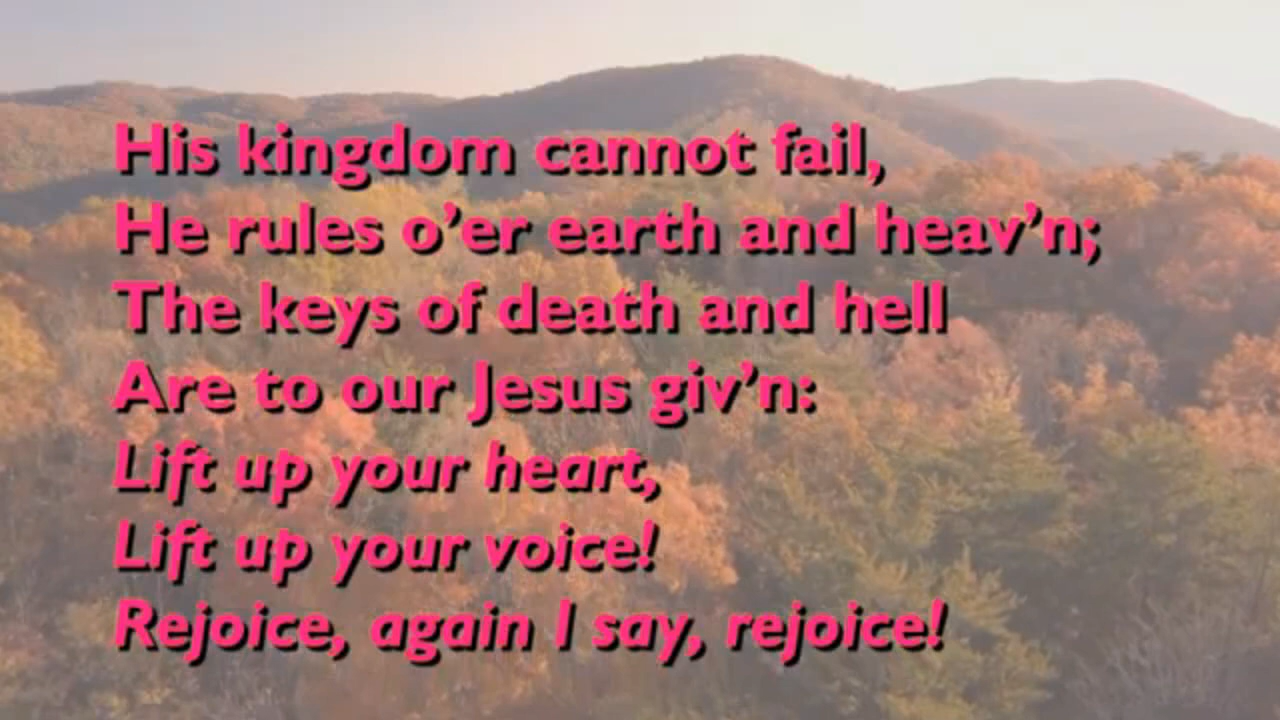 His kingdom cannot fail,
He rules o’er earth and heav’n;
The keys of death and hell
Are to our Jesus giv’n:
Lift up your heart,
Lift up your voice!
Rejoice, again I say, rejoice!